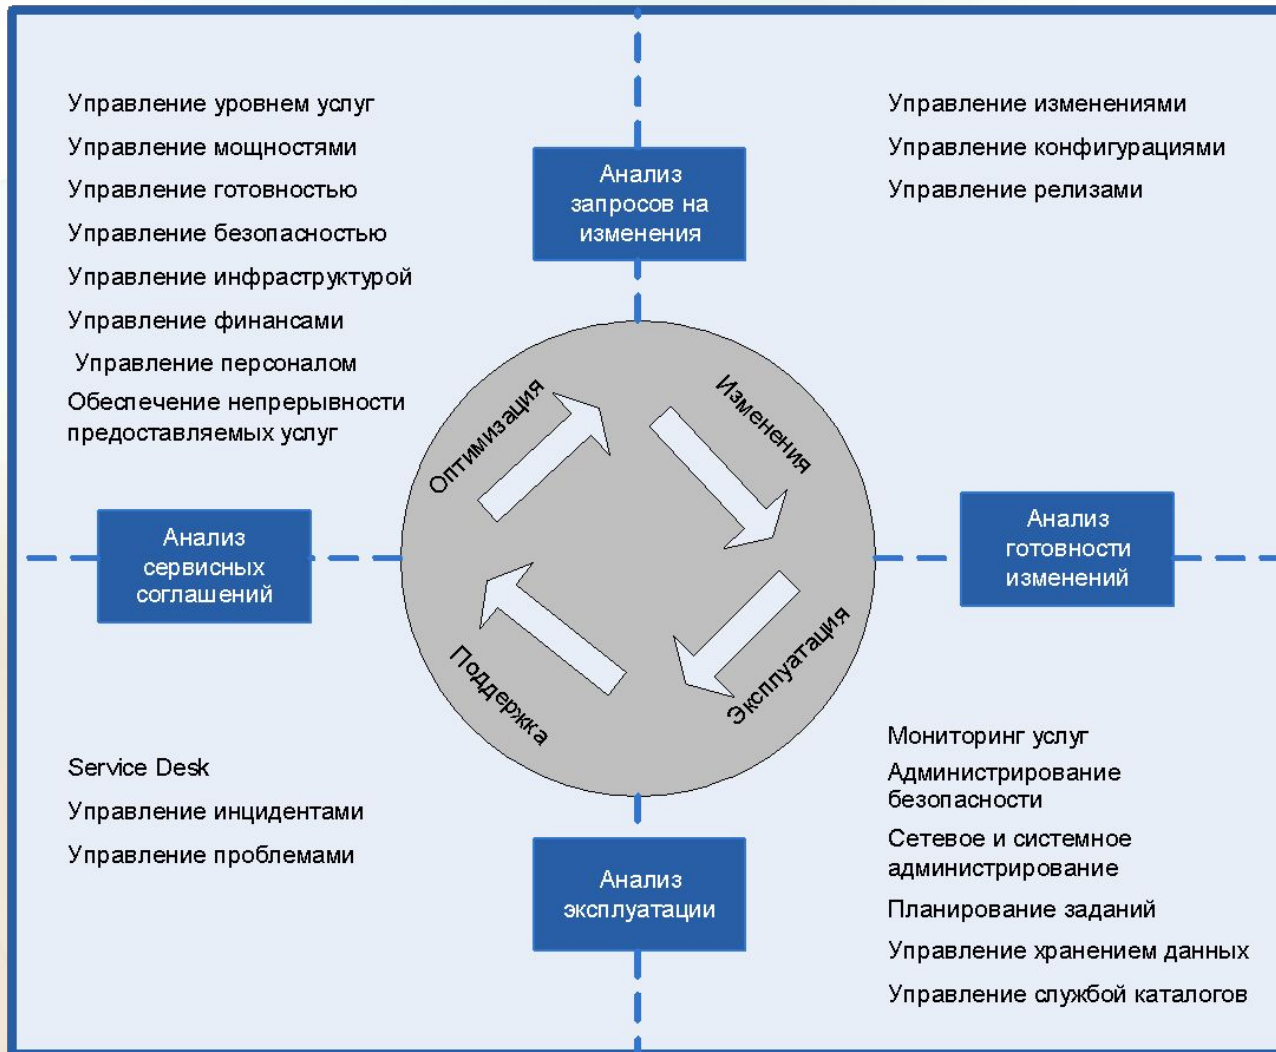 Управление уровнем услуг
Управление мощностями
Управление готовностью
Управление безопасностью
Управление инфраструктурой
Управление финансами
Управление персоналом
Обеспечение непрерывности
предоставляемых услуг
Анализ
запросов на
изменения
Управление изменениями
Управление конфигурациями
Управление релизами
Оптимизация
Изменения
Анализ
сервисных
соглашений
Анализ
готовности
изменений
Поддержка
Эксплуатация
Service Desk
Управление инцидентами
Управление проблемами
Анализ
эксплуатации
Мониторинг услуг
Администрирование
безопасности
Сетевое и системное
администрирование
Планирование заданий
Управление хранением данных
Управление службой каталогов